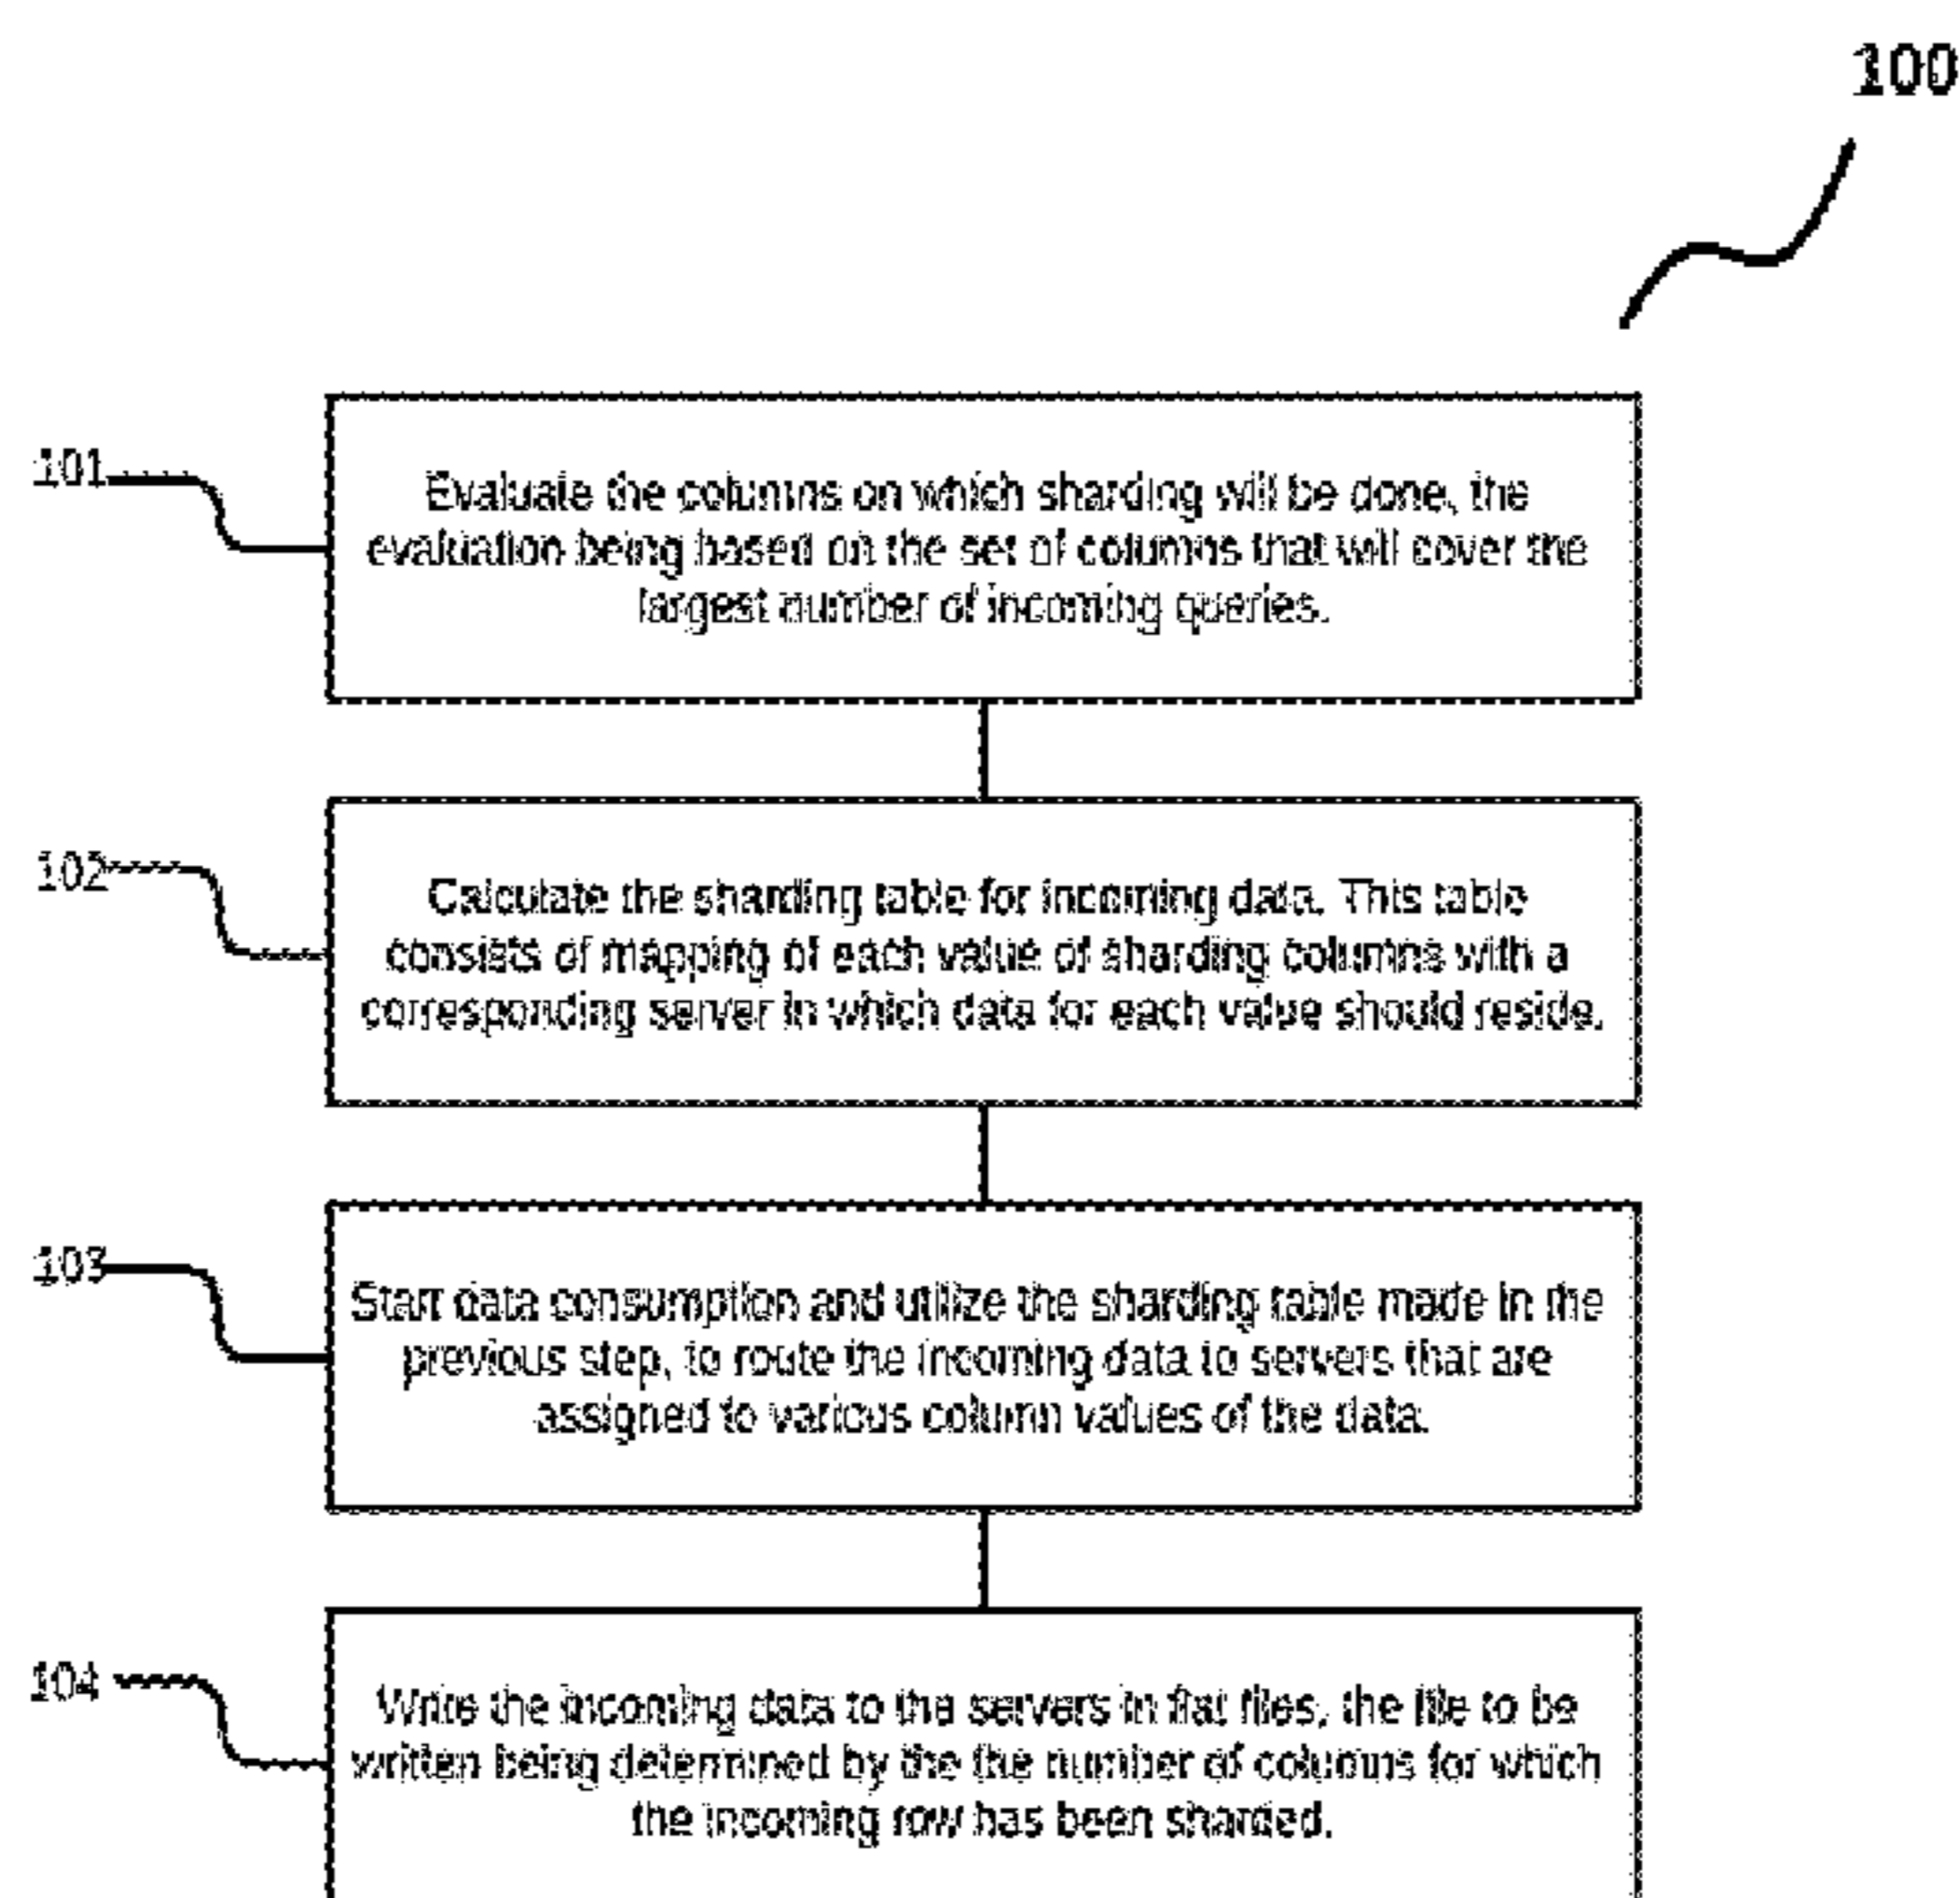 100
101
Evaluate the columns on which sharding will be done, the
evaluation being based on the set of columns that will cover the
largest number of incoming queries.
102
Calculate the sharding table for incoming data. This table
consists of mapping of each value of sharding columns with a
corresponding server in which data for each value should reside.
103
Start data consumption and utilize the sharding table made in the
previous step, to route the incoming data to servers that are
assigned to various column values of the data.
104
Write the incoming data to the servers in flat files, the file to be
written being determined by the the number of columns for which
the incoming row has been sharded.